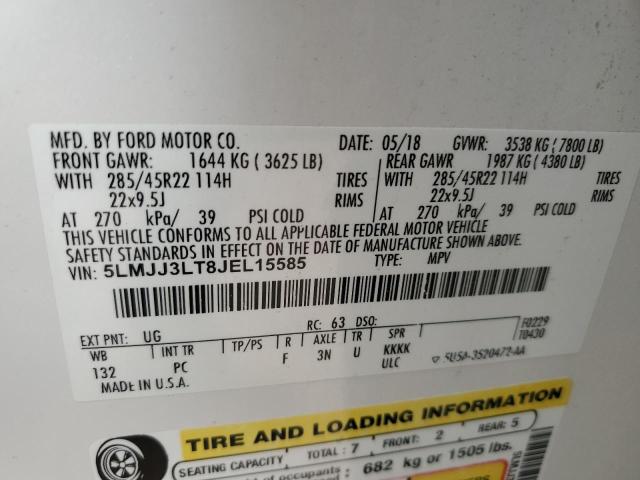 MFD. BY FORD MOTOR CO. DATE: 05/18 GVWR: 3538 KG ( 7800 LB)
FRONT GAWR: 1644 KG ( 3625 LB) REAR GAWR 1987 KG ( 4380 LB)
WITH 285/45R22 114H TIRES WITH 285/45R22 114H TIRES
22x9.5J RIMS 22x9.5J RIMS
AT 270 kPa/ 39 PSI COLD AT 270 kPa/ 39 PSI COLD
THIS VEHICLE CONFORMS TO ALL APPLICABLE FEDERAL MOTOR VEHICLE
SAFETY STANDARDS IN EFFECT ON THE DATE OF MANUFACTURE SHOWN ABOVE.
VIN: 5LMJJ3LT8JEL15585 TYPE: MPV
EXT PNT: UG RC: 63 DSO: F0229
WB INT TR TP/PS R AXLE TR SPR T0430
132 PC F 3N U KKKK
ULC
MADE IN U.S.A. 5U5A-3520472-AA
TIRE AND LOADING INFORMATION
SEATING CAPACITY TOTAL: 7 FRONT: 2 REAR: 5
of occupants 682 kg or 1505 lbs.